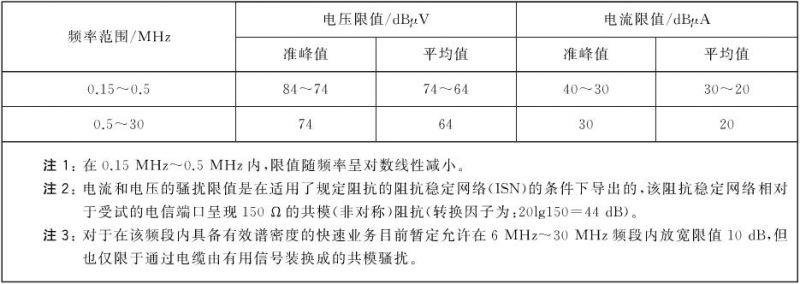 频率范围/MHz 电压限值/dBμV 电流限值/dBμA
准峰值 平均值 准峰值 平均值
0.15～0.5 84～74 74～64 40～30 30～20
0.5～30 74 64 30 20
注 1：在 0.15 MHz～0.5 MHz 内，限值随频率呈对数线性减小。
注 2：电流和电压的骚扰限值是在适用了规定阻抗的阻抗稳定网络(ISN)的条件下导出的，该阻抗稳定网络相对
于受试的电信端口呈现 150 Ω 的共模(非对称)阻抗(转换因子为：20lg150＝44 dB)。
注 3：对于在该频段内具备有效谱密度的快速业务目前暂定允许在 6 MHz～30 MHz 频段内放宽限值 10 dB，但
也仅限于通过电缆由有用信号装换成的共模骚扰。